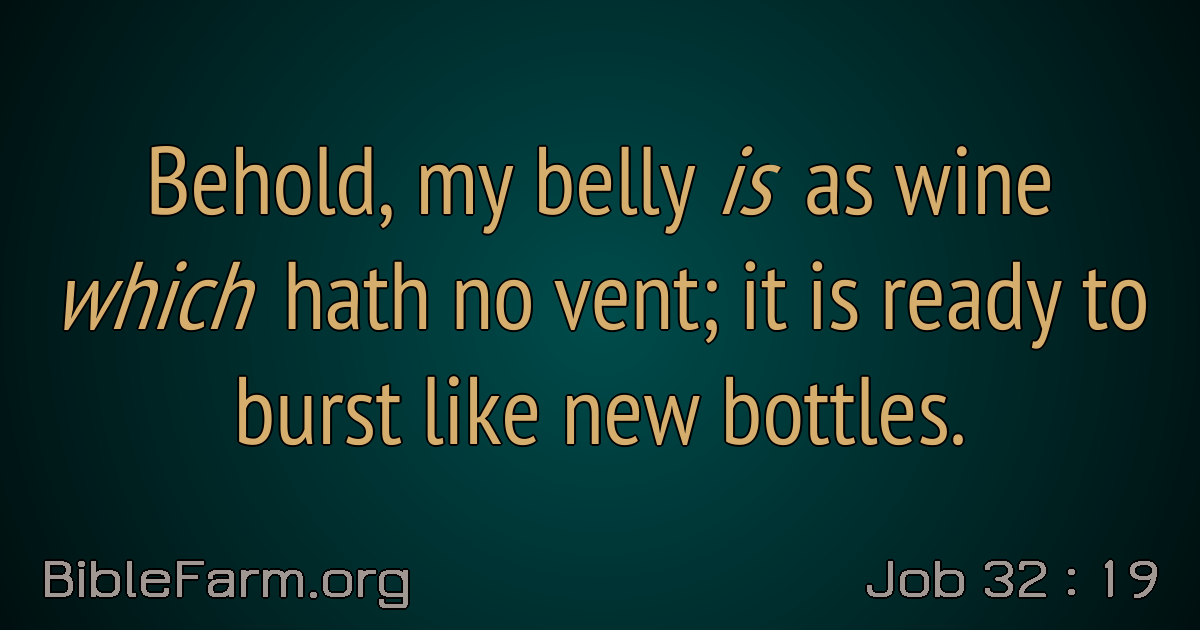 Behold, my belly is as wine
which hath no vent; it is ready to
burst like new bottles.
BibleFarm.org
Job 32 : 19